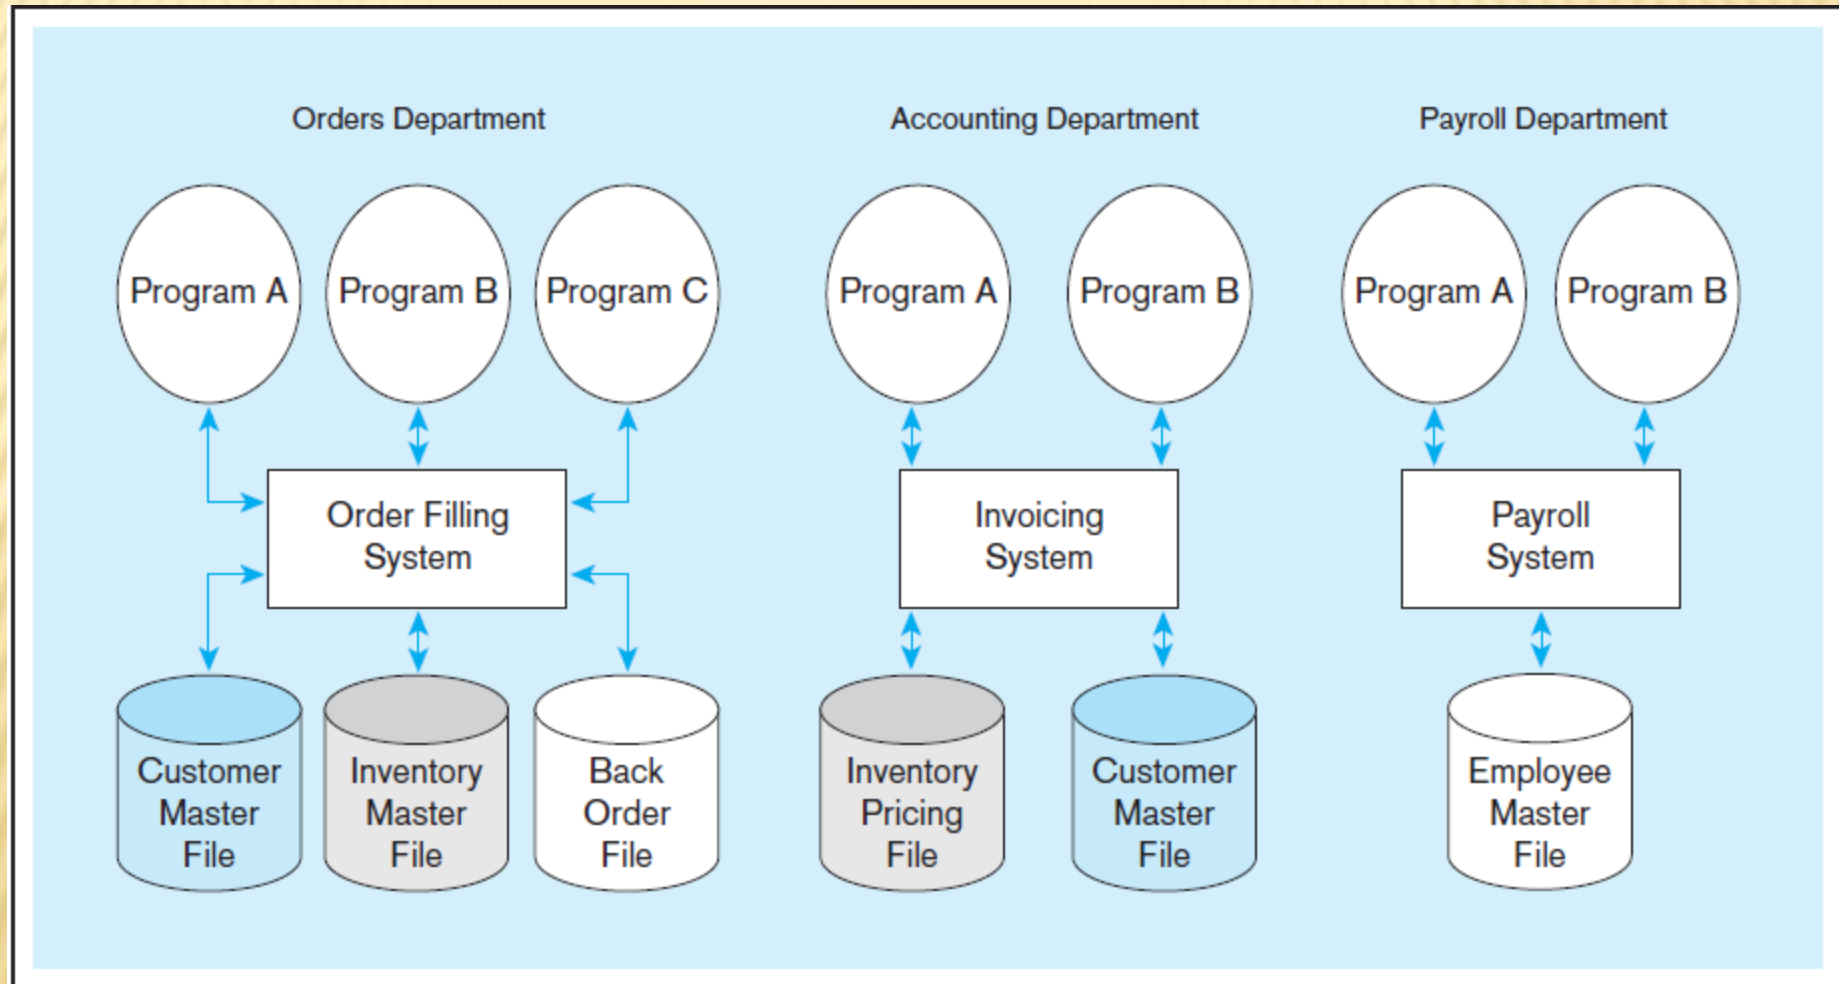 Orders Department
Accounting Department
Payroll Department
Program A
Program B
Program C
Program A
Program B
Program A
Program B
Order Filling
System
Invoicing
System
Payroll
System
Customer
Master
File
Inventory
Master
File
Back
Order
File
Inventory
Pricing
File
Customer
Master
File
Employee
Master
File